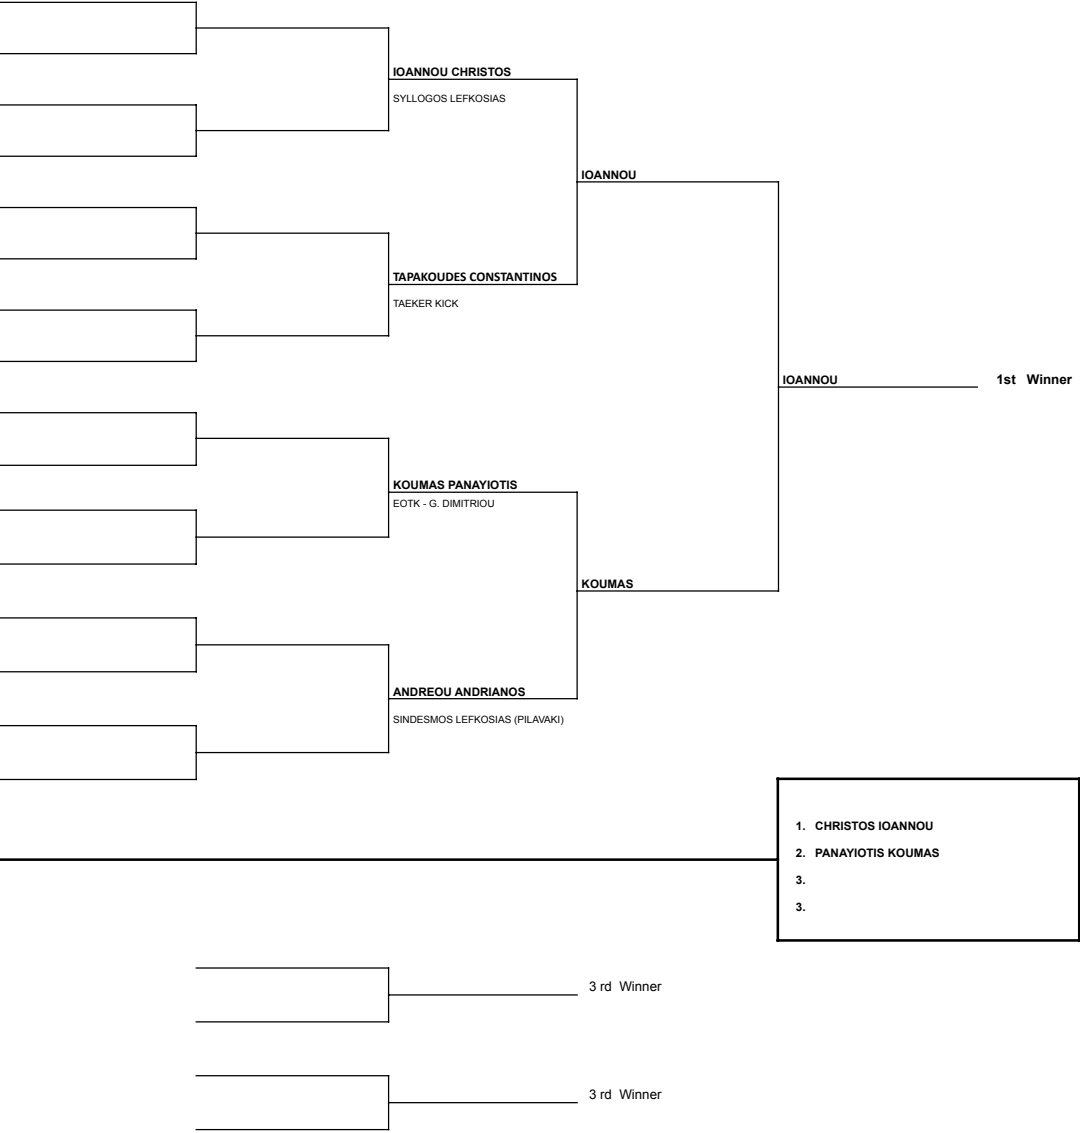 IOANNOU CHRISTOS
SYLLOGOS LEFKOSIAS
IOANNOU
TAPAKOUDES CONSTANTINOS
TAEKER KICK
IOANNOU
1st Winner
KOUMAS PANAYIOTIS
EOTK - G. DIMITRIOU
KOUMAS
ANDREOU ANDRIANOS
SINDESMOS LEFKOSIAS (PILAVAKI)
1. CHRISTOS IOANNOU
2. PANAYIOTIS KOUMAS
3.
3.
3 rd Winner
3 rd Winner